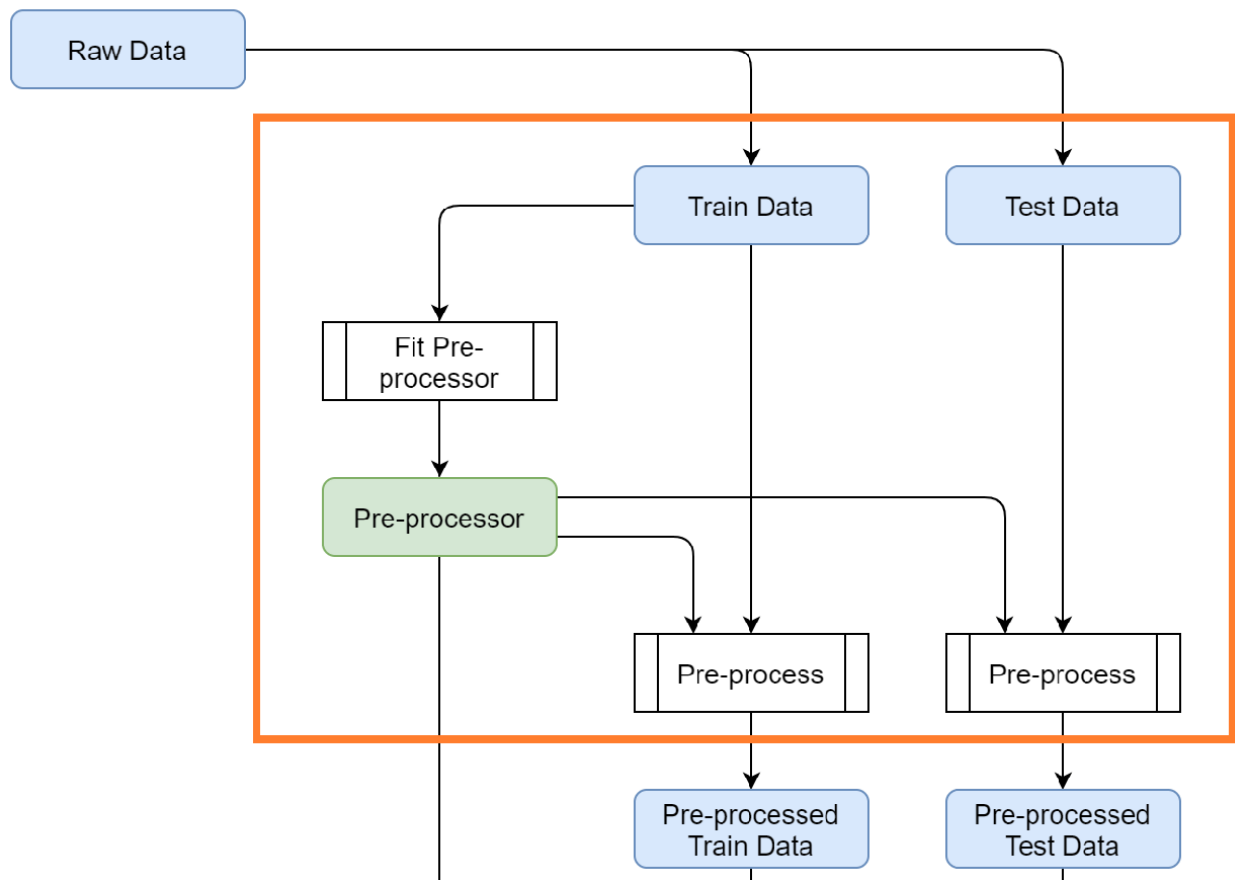 Raw Data
Train Data
Test Data
Fit Pre-
processor
Pre-processor
Pre-process
Pre-process
Pre-processed
Train Data
Pre-processed
Test Data